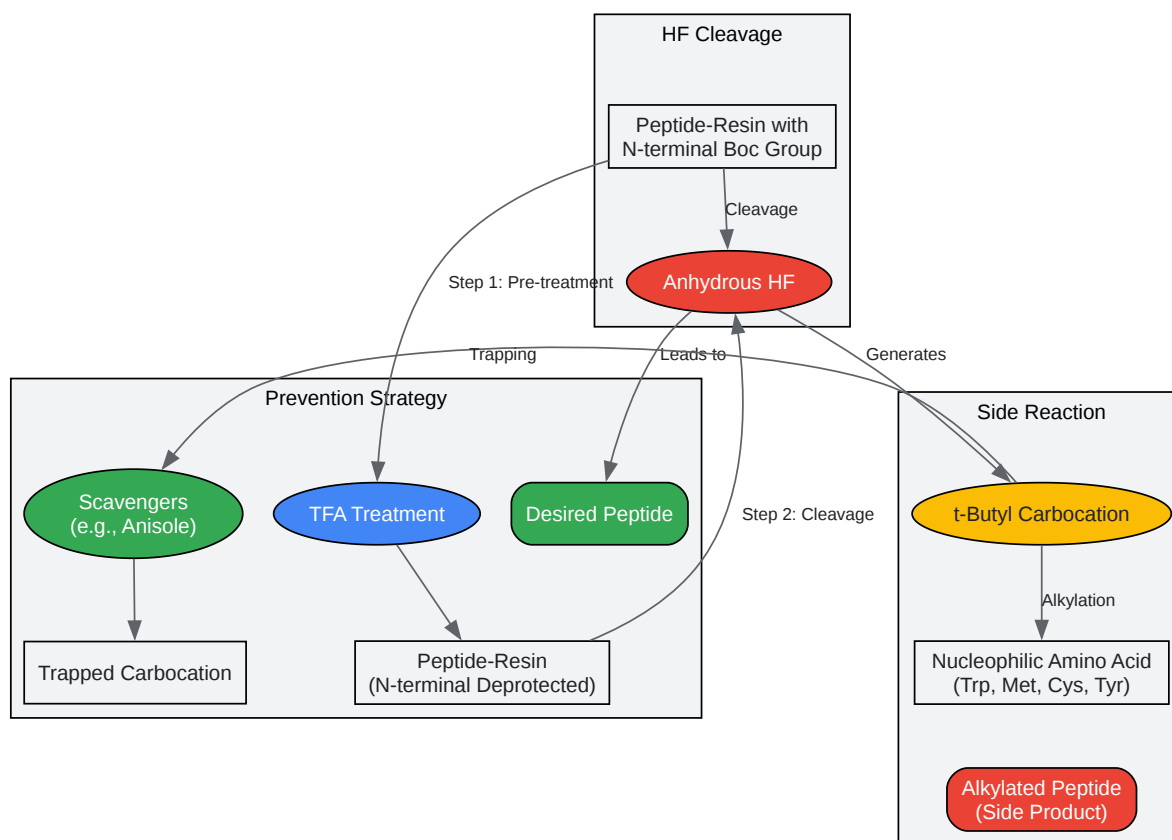 HF Cleavage
Peptide-Resin with
N-terminal Boc Group
Cleavage
Step 1: Pre-treatment
Anhydrous HF
Trapping
Leads to
Generates
Prevention Strategy
Side Reaction
Scavengers
(e.g., Anisole)
TFA Treatment
Desired Peptide
Step 2: Cleavage
t-Butyl Carbocation
Alkylation
Trapped Carbocation
Peptide-Resin
(N-terminal Deprotected)
Nucleophilic Amino Acid
(Trp, Met, Cys, Tyr)
Alkylated Peptide
(Side Product)